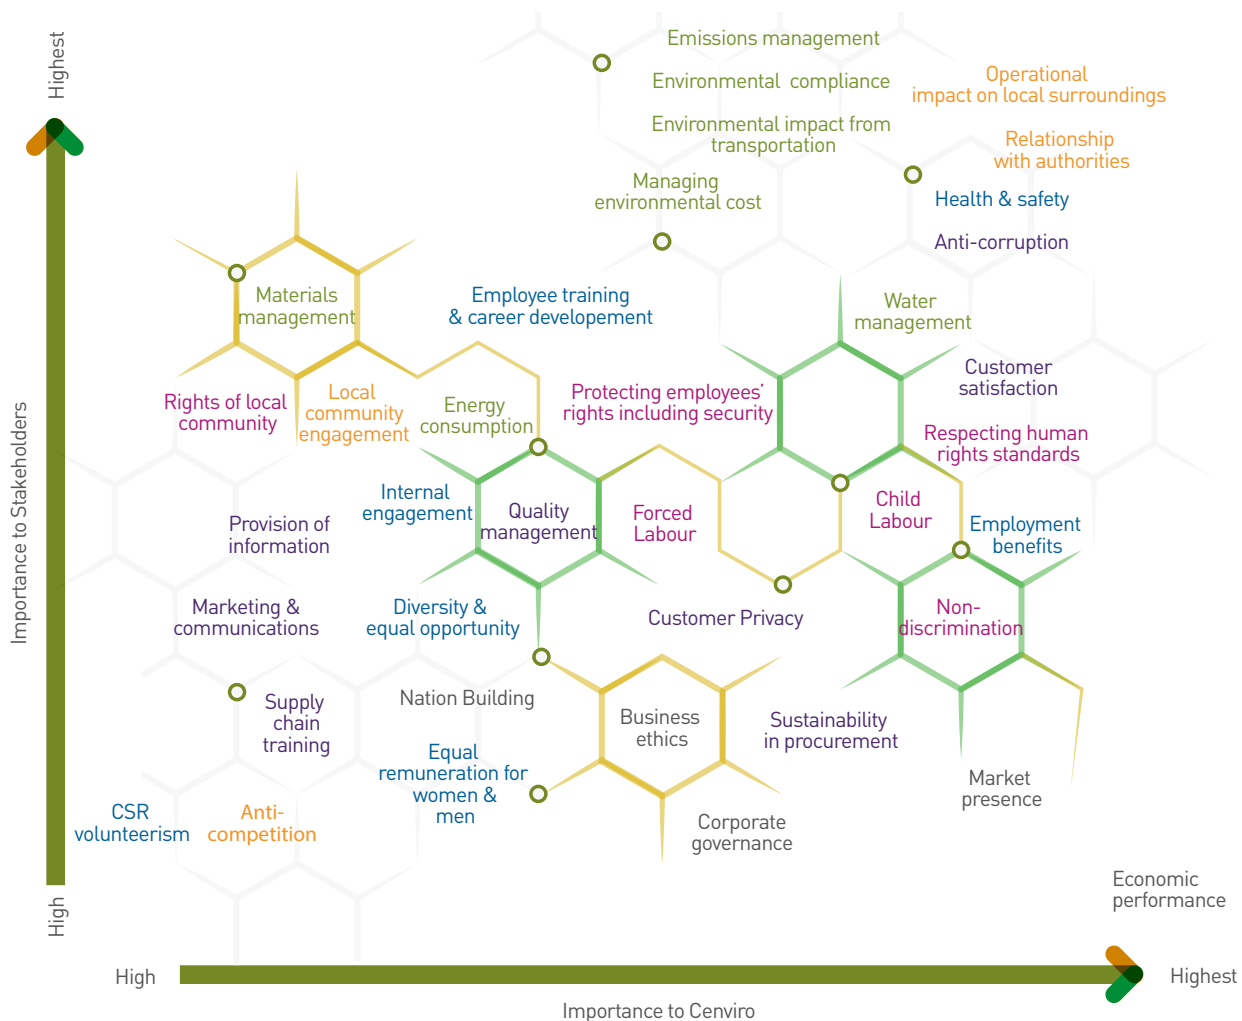 Highest
Importance to Stakeholders
High
Emissions management
Environmental  compliance
Environmental impact from
transportation
Managing
environmental cost
Operational
impact on local surroundings
Relationship
with authorities
Health & safety
Anti-corruption
Materials
management
Employee training
& career developement
Water
management
Customer
satisfaction
Rights of local
community
Local
community
engagement
Energy
consumption
Protecting employees’
rights including security
Respecting human
rights standards
Internal
engagement
Quality
management
Forced
Labour
Child
Labour
Employment
benefits
Provision of
information
Marketing &
communications
Diversity &
equal opportunity
Customer Privacy
Non-
discrimination
Supply
chain
training
Nation Building
Business
ethics
Sustainability
in procurement
Equal
remuneration for
women &
men
Market
presence
CSR
volunteerism
Anti-
competition
Corporate
governance
Economic
performance
High
Highest
Importance to Cenviro